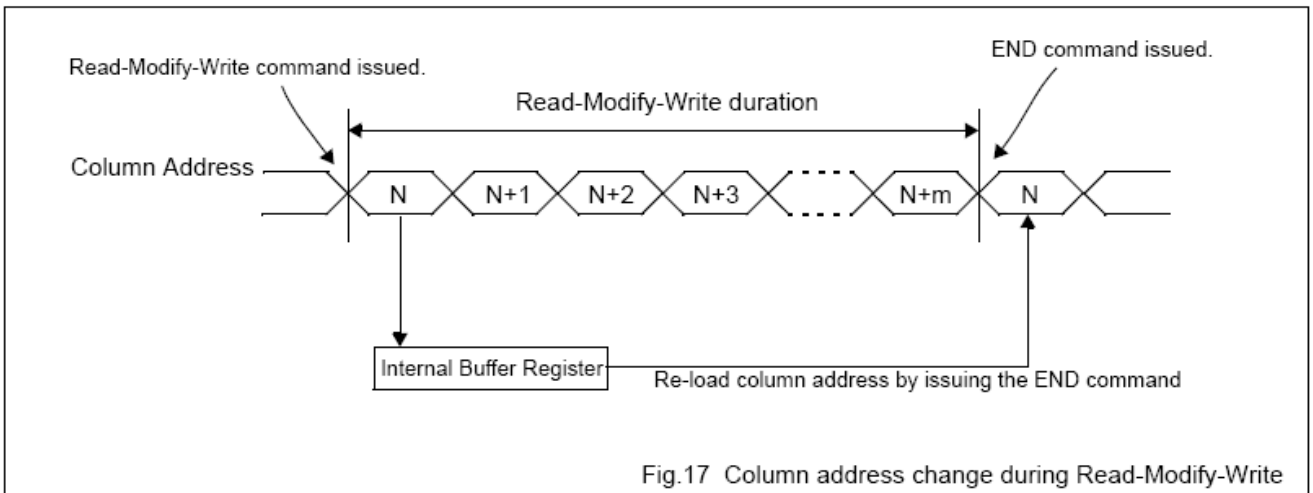 END command issued.
Read-Modify-Write command issued.
Read-Modify-Write duration
Column Address
N
N+1
N+2
N+3
N+m
N
Internal Buffer Register
Re-load column address by issuing the END command
Fig.17 Column address change during Read-Modify-Write